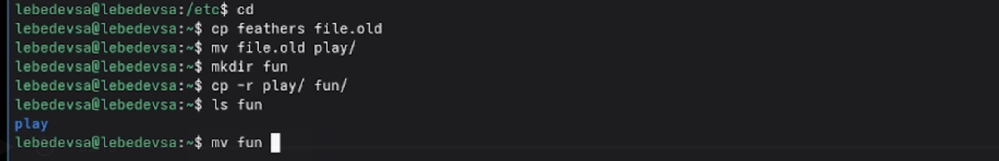 lebedevsa@lebedevsa:/etc$ cd
lebedevsa@lebedevsa:~$ cp feathers file.old
lebedevsa@lebedevsa:~$ mv file.old play/
lebedevsa@lebedevsa:~$ mkdir fun
lebedevsa@lebedevsa:~$ cp -r play/ fun/
lebedevsa@lebedevsa:~$ ls fun
play
lebedevsa@lebedevsa:~$ mv fun